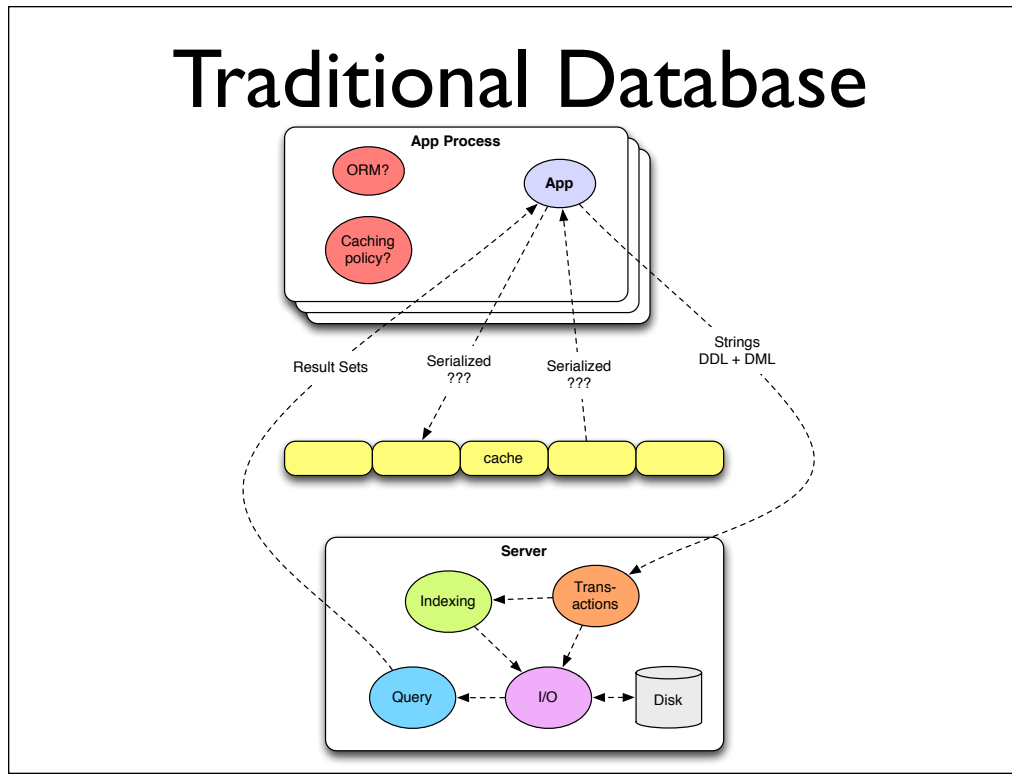 Traditional Database
App Process
ORM?
App
Caching
policy?
Result Sets
Serialized
???
Serialized
???
Strings
DDL + DML
cache
Server
Indexing
Trans-
actions
Query
I/O
Disk